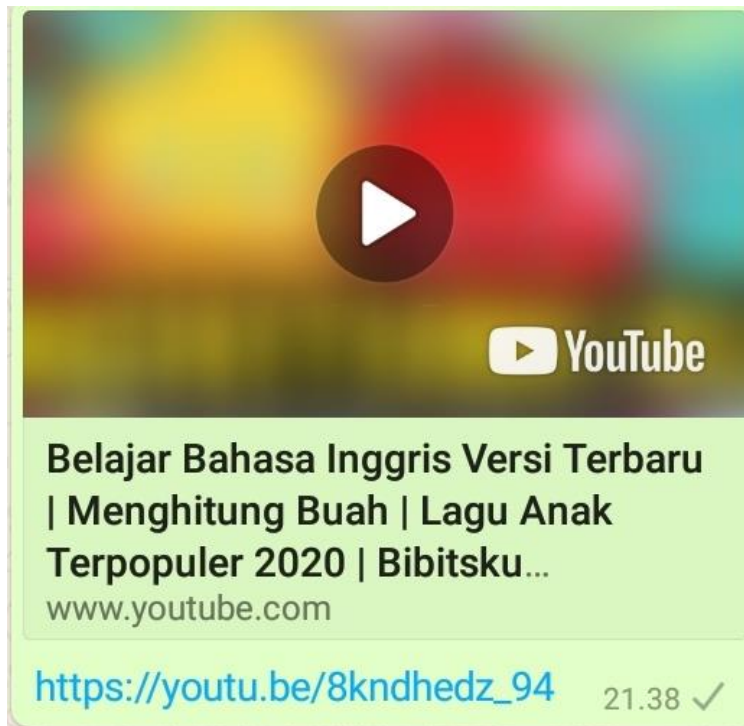 YouTube
Belajar Bahasa Inggris Versi Terbaru
| Menghitung Buah | Lagu Anak
Terpopuler 2020 | Bibitsku...
www.youtube.com
https://youtu.be/8kndhedz_94
21.38